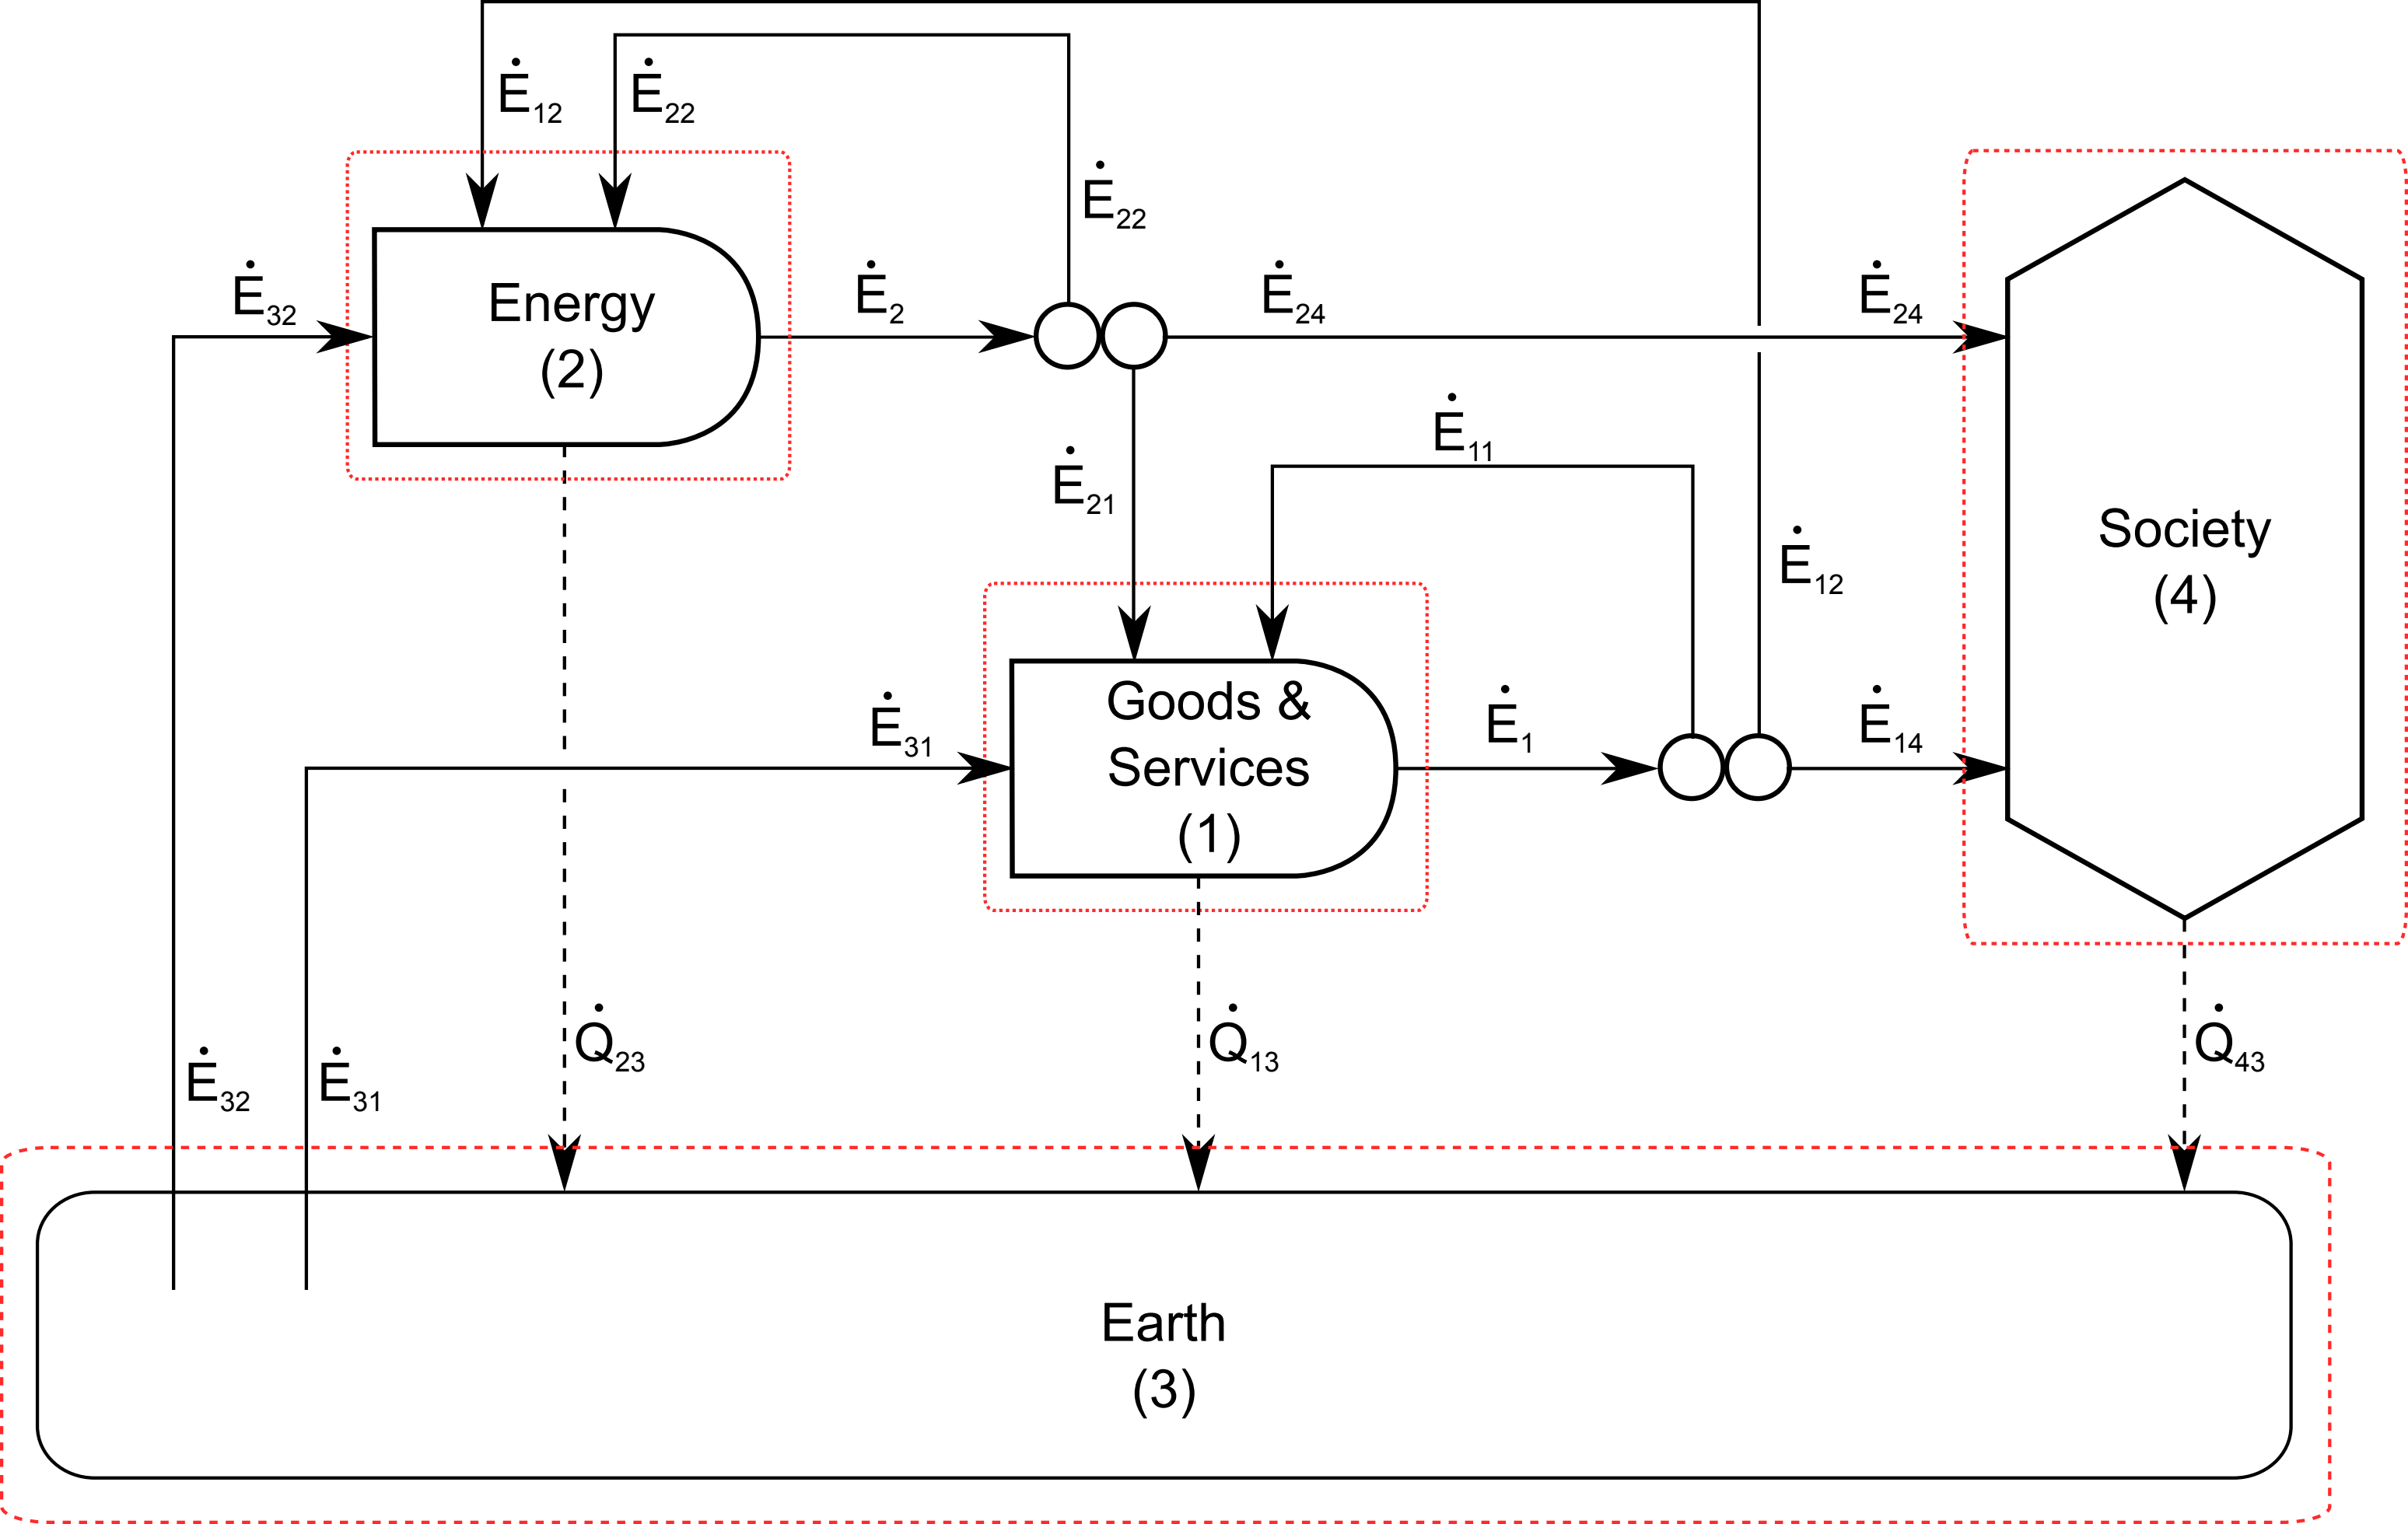 Ė12
Ė22
Ė22
Ė32
Energy
(2)
Ė2
Ė24
Ė24
Ė11
Ė21
Ė12
Society
(4)
Ė31
Goods &
Services
(1)
Ė1
Ė14
Q̇23
Q̇13
Q̇43
Ė32
Ė31
Earth
(3)